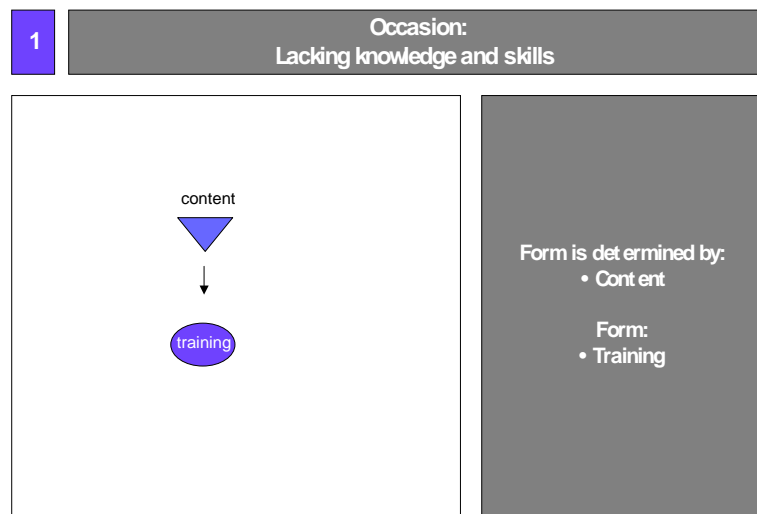 1
Occasion:
Lacking knowledge and skills
content
training
Form is determined by:
• Content
Form:
• Training